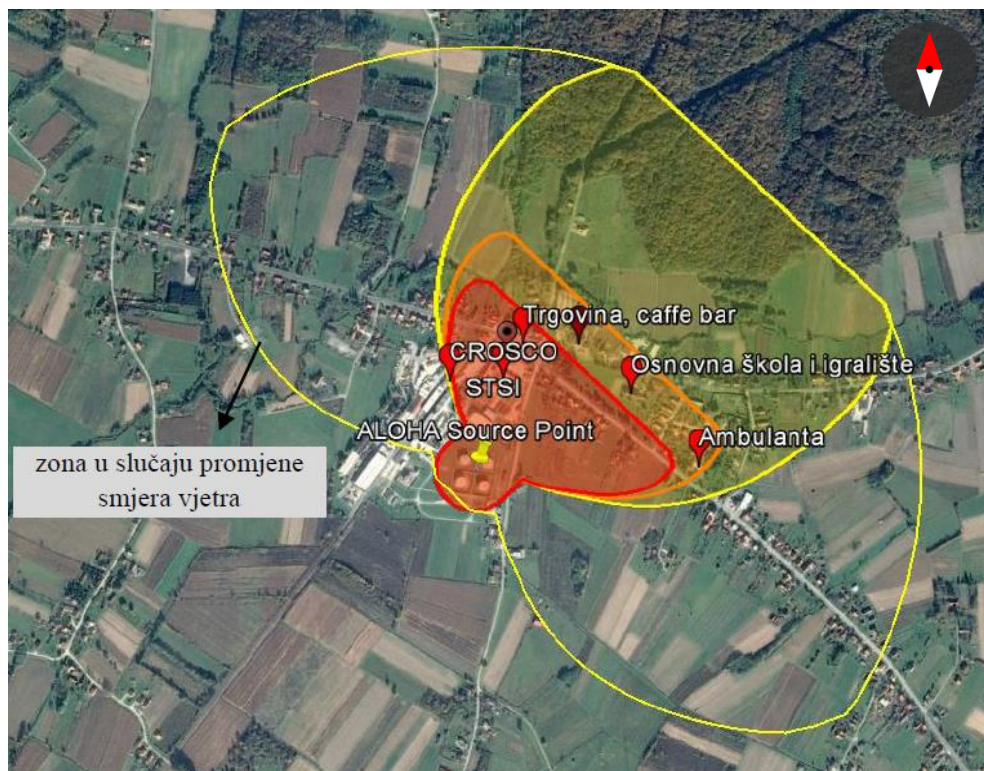 Trgovina, caffe bar
CROSCO
STSI
Osnovna škola i igralište
ALOHA Source Point
Ambulanta
zona u slučaju promjene
smjera vjetra